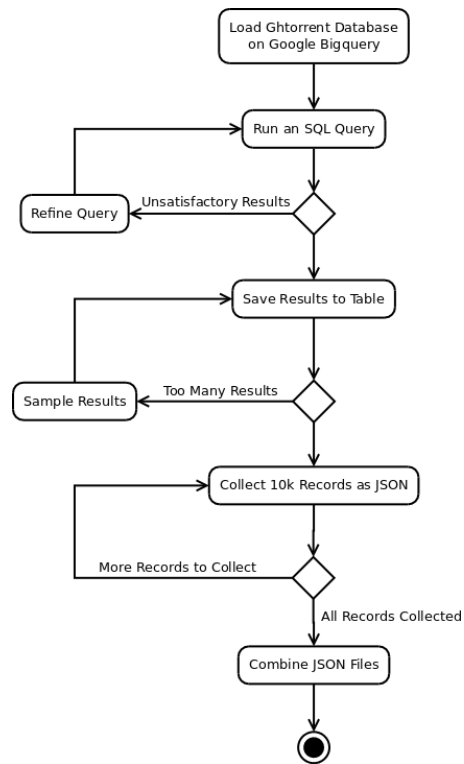 Load Ghtorrent Database
on Google Bigquery
Run an SQL Query
Unsatisfactory Results
Refine Query
Save Results to Table
Too Many Results
Sample Results
Collect 10k Records as JSON
More Records to Collect
All Records Collected
Combine JSON Files